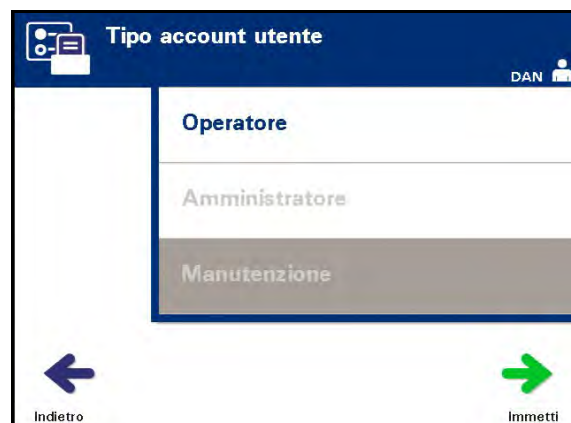 Tipo account utente
DAN
Operatore
Amministratore
Manutenzione
Indietro
Immetti